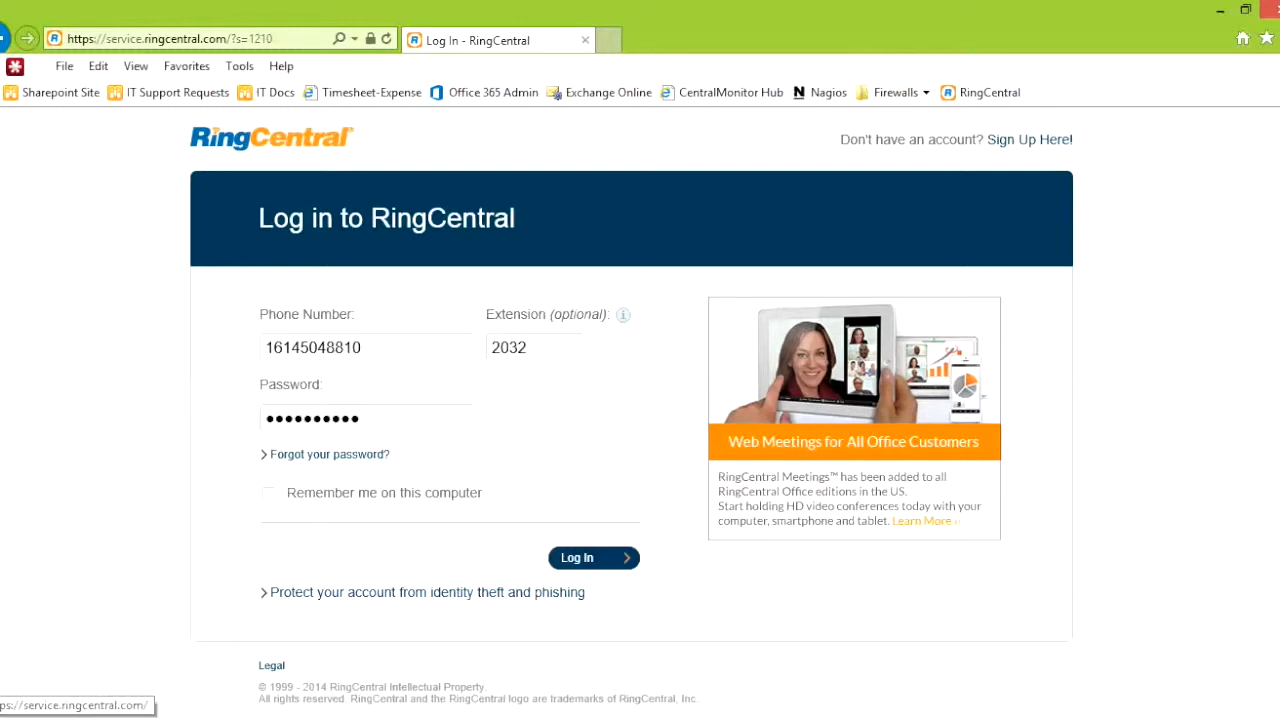 https://service.ringcentral.com/?s=1210
Log In - RingCentral
File Edit View Favorites Tools Help
Sharepoint Site IT Support Requests IT Docs Timesheet-Expense Office 365 Admin Exchange Online CentralMonitor Hub Nagios Firewalls RingCentral
RingCentral
Don't have an account? Sign Up Here!
Log in to RingCentral
Phone Number: Extension (optional):
16145048810 2032
Password:
••••••••••
Forgot your password?
Remember me on this computer
Log In
Protect your account from identity theft and phishing
Web Meetings for All Office Customers
RingCentral Meetings™ has been added to all
RingCentral Office editions in the US.
Start holding HD video conferences today with your
computer, smartphone and tablet. Learn More ››
Legal
© 1999 - 2014 RingCentral Intellectual Property.
All rights reserved. RingCentral and the RingCentral logo are trademarks of RingCentral, Inc.
ps://service.ringcentral.com/